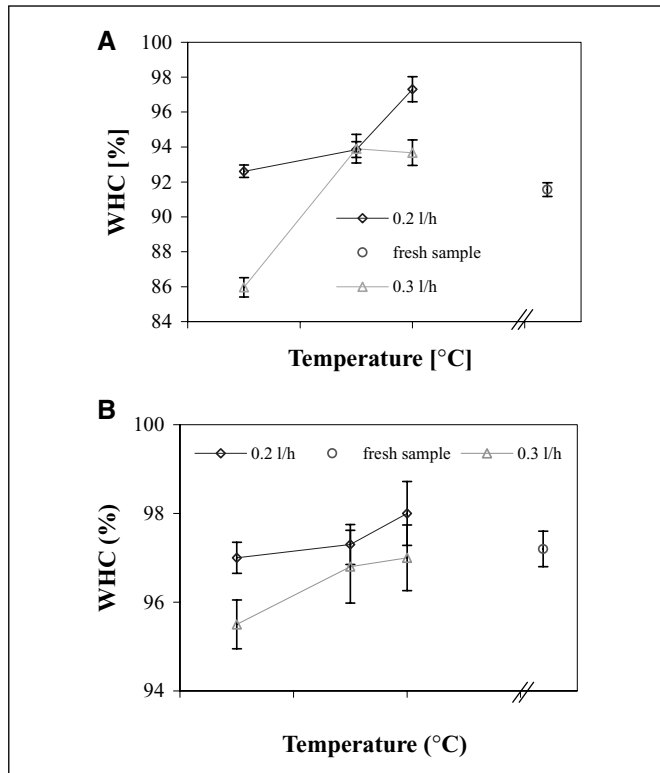 A
100
98
96
94
92
90
88
86
84
WHC [%]
0.2 l/h
fresh sample
0.3 l/h
Temperature [°C]
B
100
98
96
94
WHC (%)
0.2 l/h fresh sample 0.3 l/h
Temperature (°C)